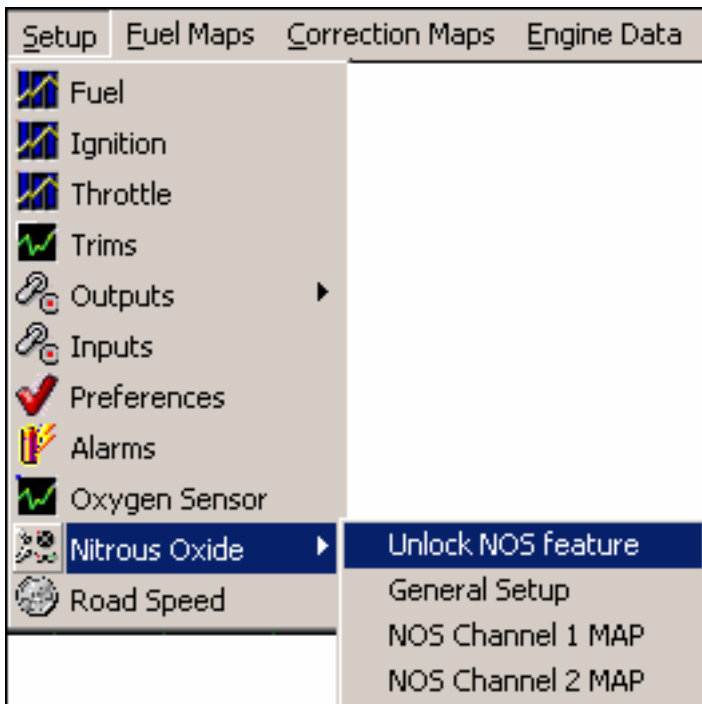 Setup Fuel Maps Correction Maps Engine Data
Fuel
Ignition
Throttle
Trims
Outputs
Inputs
Preferences
Alarms
Oxygen Sensor
Nitrous Oxide
Road Speed
Unlock NOS feature
General Setup
NOS Channel 1 MAP
NOS Channel 2 MAP